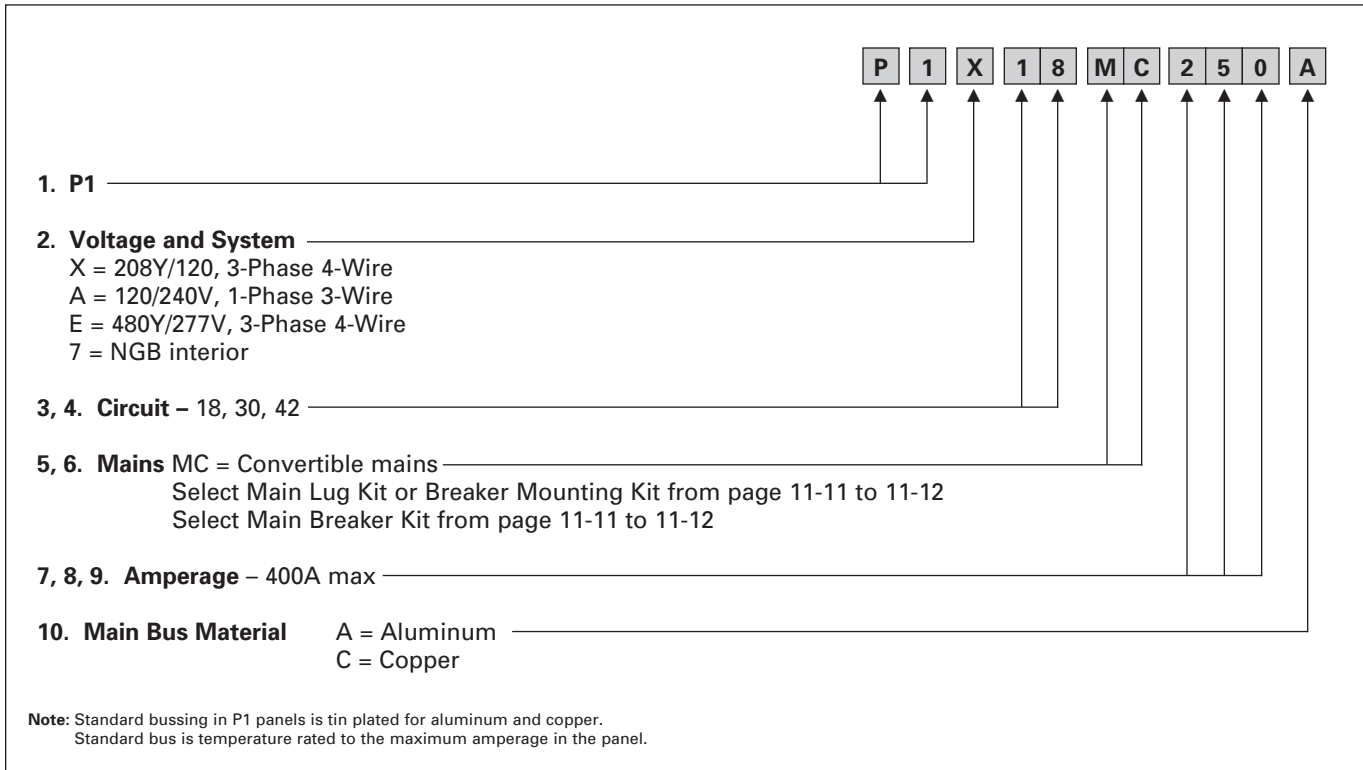 P 1 X 1 8 M C 2 5 0 A
1. P1
2. Voltage and System
X = 208Y/120, 3-Phase 4-Wire
A = 120/240V, 1-Phase 3-Wire
E = 480Y/277V, 3-Phase 4-Wire
7 = NGB interior
3, 4. Circuit – 18, 30, 42
5, 6. Mains MC = Convertible mains
Select Main Lug Kit or Breaker Mounting Kit from page 11-11 to 11-12
Select Main Breaker Kit from page 11-11 to 11-12
7, 8, 9. Amperage – 400A max
10. Main Bus Material A = Aluminum
C = Copper
Note: Standard bussing in P1 panels is tin plated for aluminum and copper.
Standard bus is temperature rated to the maximum amperage in the panel.